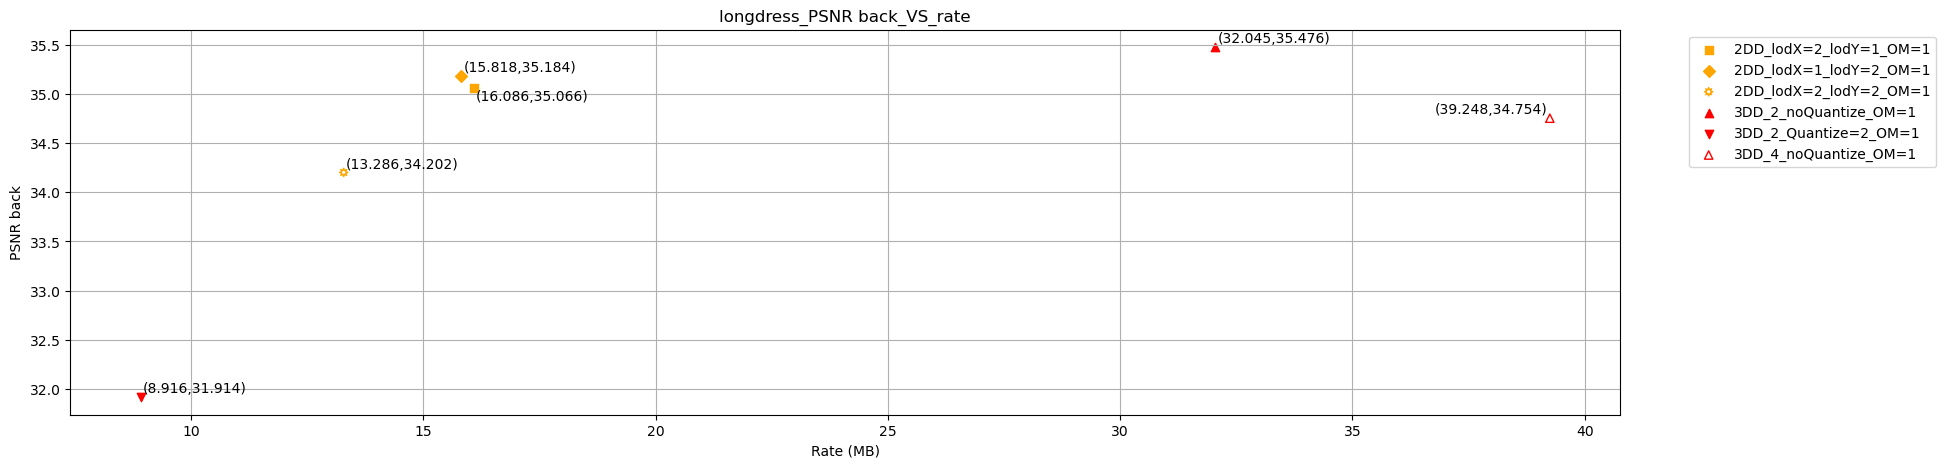 longdress_PSNR back_VS_rate
35.5
35.0
34.5
34.0
33.5
33.0
32.5
32.0
PSNR back
(32.045,35.476)
(15.818,35.184)
(16.086,35.066)
(39.248,34.754)
(13.286,34.202)
(8.916,31.914)
10 15 20 25 30 35 40
Rate (MB)
2DD_lodX=2_lodY=1_OM=1
2DD_lodX=1_lodY=2_OM=1
2DD_lodX=2_lodY=2_OM=1
3DD_2_noQuantize_OM=1
3DD_2_Quantize=2_OM=1
3DD_4_noQuantize_OM=1